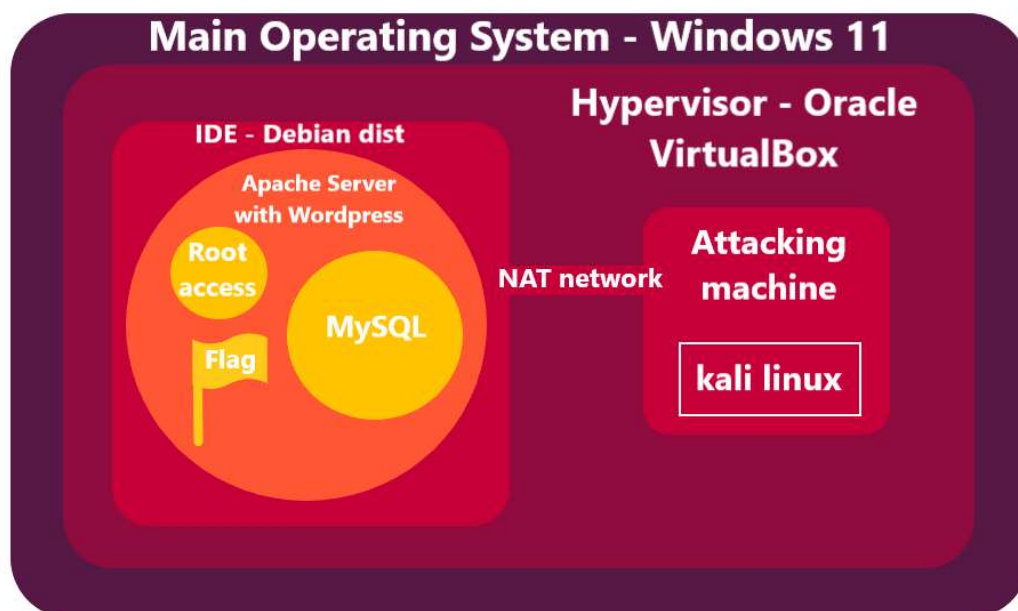 Main Operating System - Windows 11
Hypervisor - Oracle
VirtualBox
IDE - Debian dist
Apache Server
with Wordpress
Root
access
MySQL
Flag
NAT network
Attacking
machine
kali linux